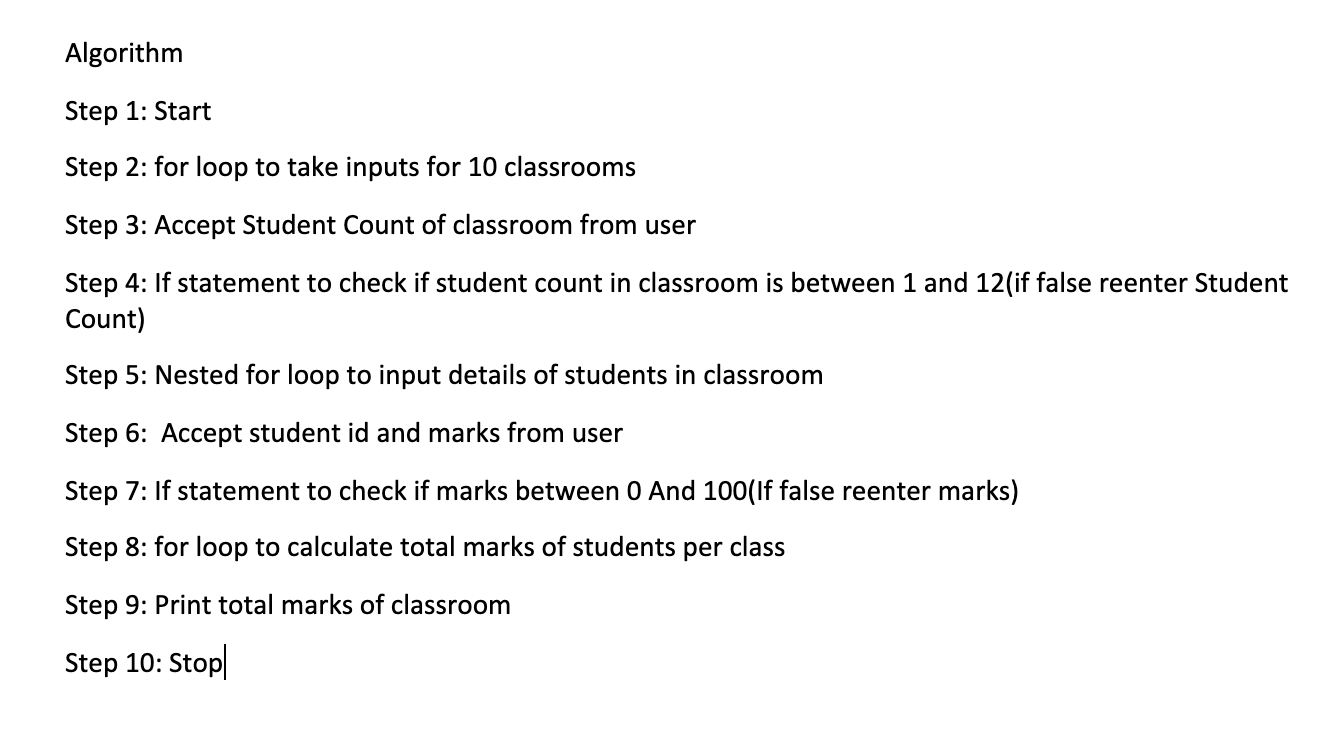 Algorithm
Step 1: Start
Step 2: for loop to take inputs for 10 classrooms
Step 3: Accept Student Count of classroom from user
Step 4: If statement to check if student count in classroom is between 1 and 12(if false reenter Student
Count)
Step 5: Nested for loop to input details of students in classroom
Step 6:  Accept student id and marks from user
Step 7: If statement to check if marks between 0 And 100(If false reenter marks)
Step 8: for loop to calculate total marks of students per class
Step 9: Print total marks of classroom
Step 10: Stop